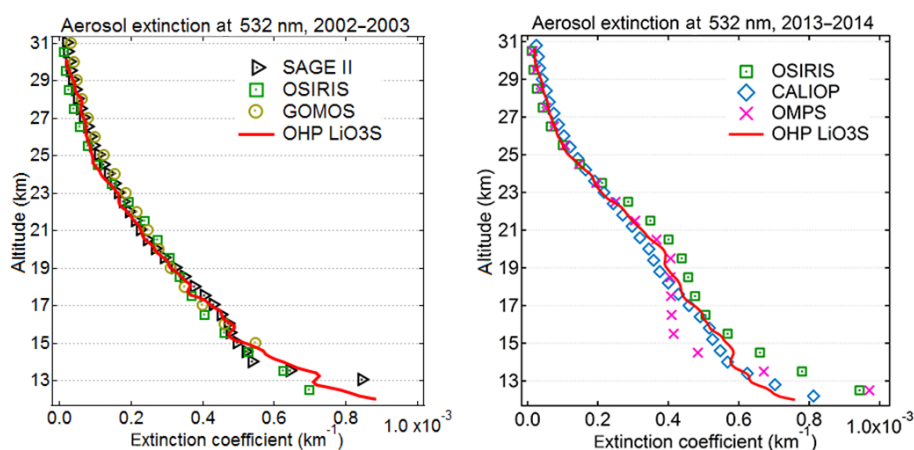 Aerosol extinction at 532 nm, 2002–2003
31
29
27
25
23
21
19
17
15
13
Altitude (km)
SAGE II
OSIRIS
GOMOS
OHP LiO3S
0.0
0.2
0.4
0.6
0.8
1.0 ×10⁻³
Extinction coefficient (km⁻¹)
Aerosol extinction at 532 nm, 2013–2014
31
29
27
25
23
21
19
17
15
13
Altitude (km)
OSIRIS
CALIOP
OMPS
OHP LiO3S
0.0
0.2
0.4
0.6
0.8
1.0 ×10⁻³
Extinction coefficient (km⁻¹)